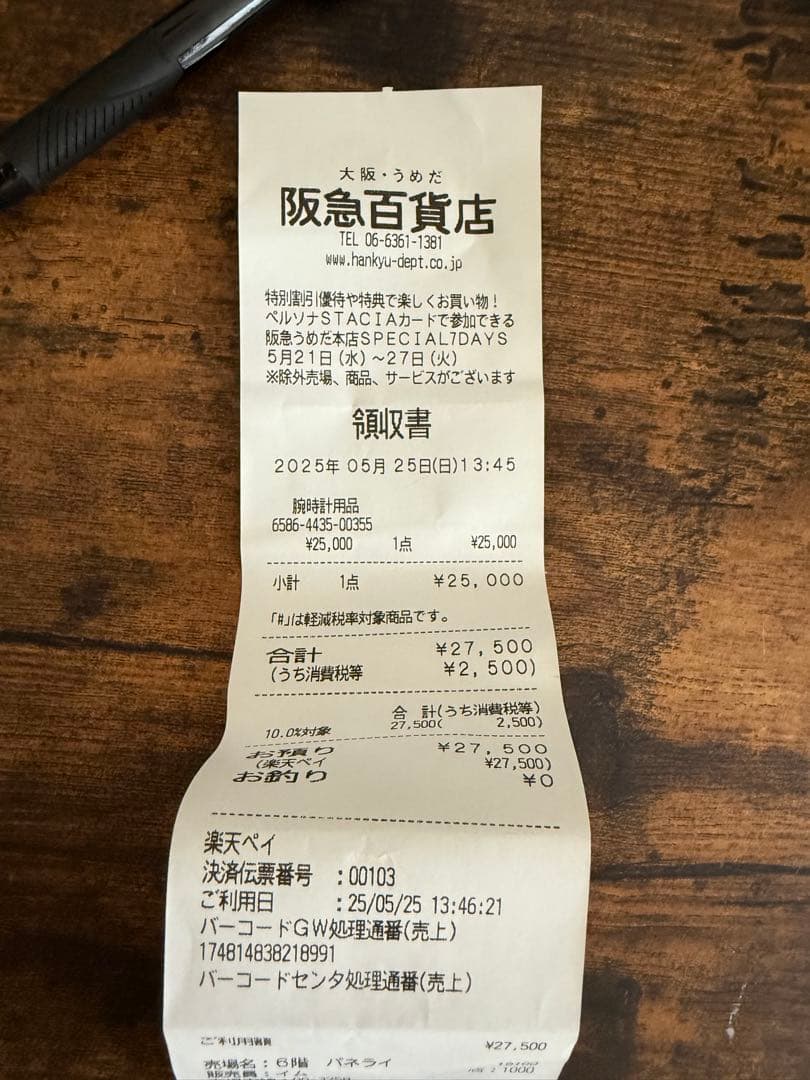 大阪・うめだ
阪急百貨店
TEL 06-6361-1381
www.hankyu-dept.co.jp
特別割引優待や特典で楽しくお買い物！
ペルソナSTACIAカードで参加できる
阪急うめだ本店SPECIAL7DAYS
5月21日(水)〜27日(火)
※除外売場、商品、サービスがございます
領収書
2025年 05月 25日(日)13:45
腕時計用品
6586-4435-00355
¥25,000 1点 ¥25,000
小計 1点 ¥25,000
「#」は軽減税率対象商品です。
合計 ¥27,500
(うち消費税等 ¥2,500)
合 計(うち消費税等)
10.0%対象 27,500( 2,500)
お預り ¥27,500
(楽天ペイ ¥27,500)
お釣り ¥0
楽天ペイ
決済伝票番号 :00103
ご利用日 :25/05/25 13:46:21
バーコードGW処理通番(売上)
174814838218991
バーコードセンタ処理通番(売上)
ご利用額 ¥27,500
売場名:6階 パネライ
販売員:イム